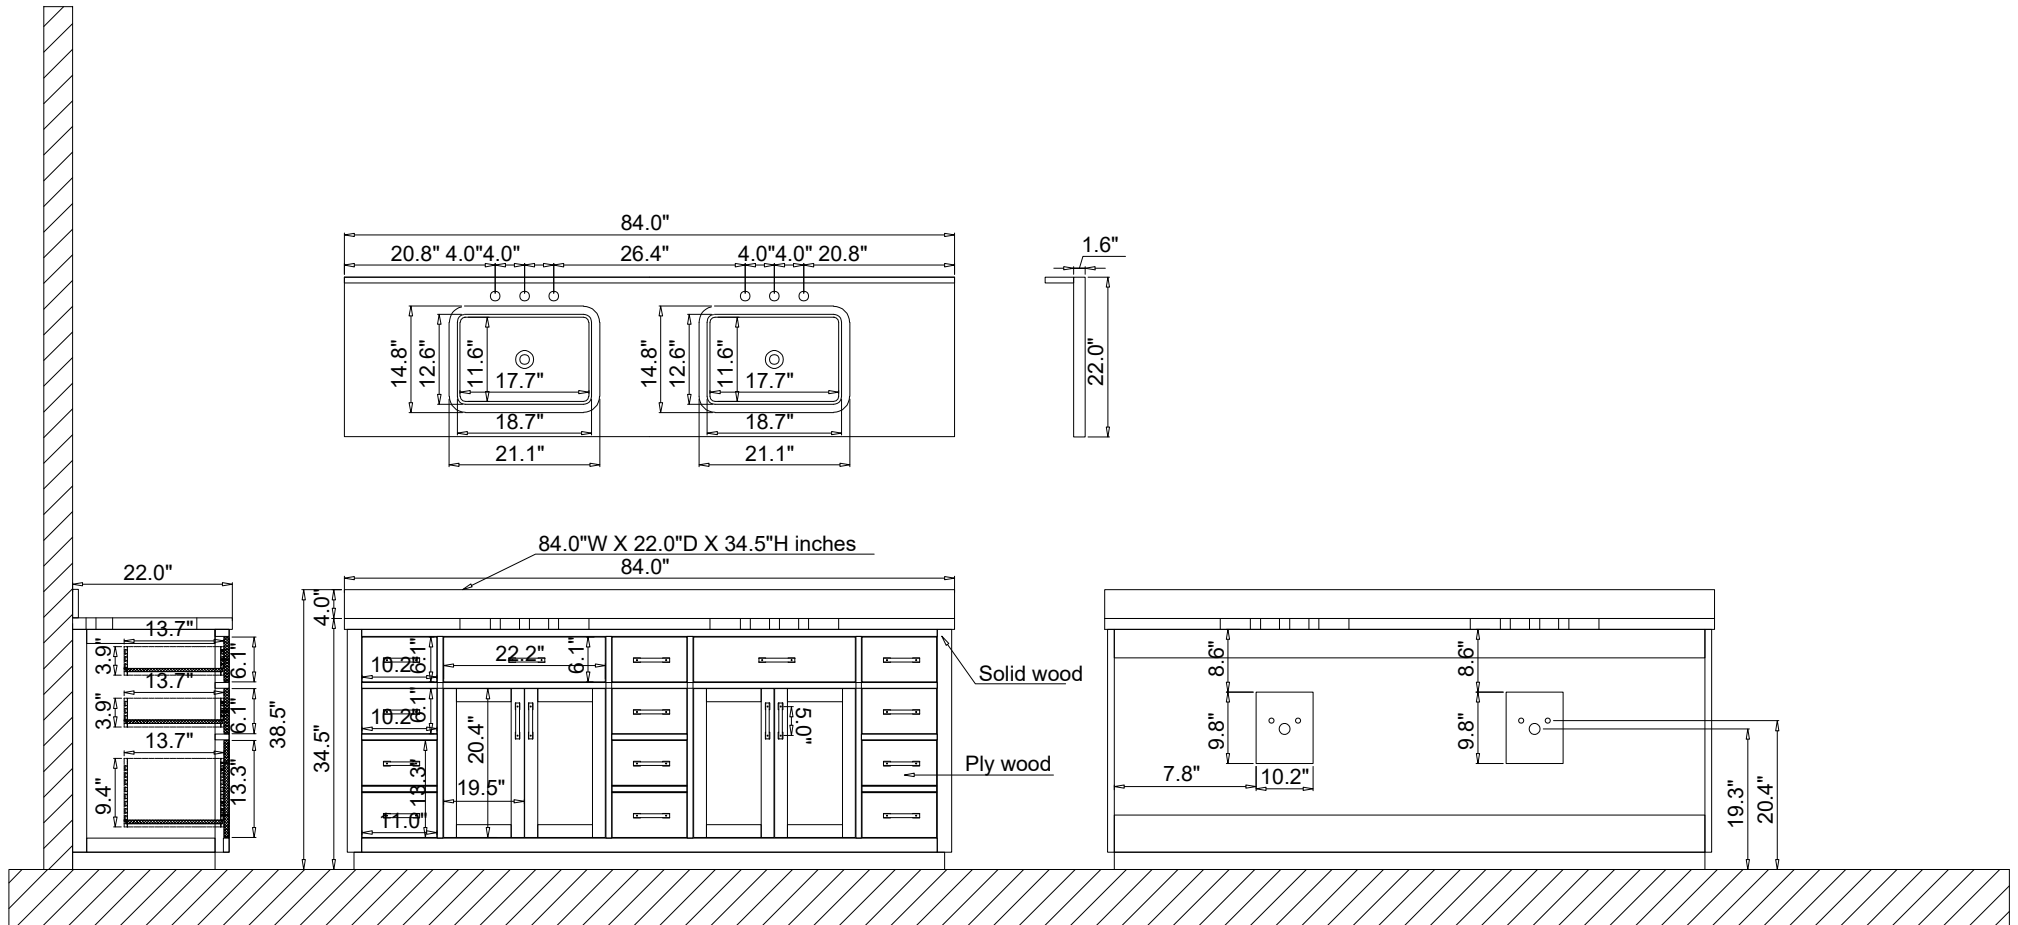 84.0"
20.8" 4.0"4.0" 26.4" 4.0"4.0" 20.8"
1.6"
14.8" 12.6" 11.6" 14.8" 12.6" 11.6" 22.0"
17.7" 17.7"
18.7" 18.7"
21.1" 21.1"
84.0"W X 22.0"D X 34.5"H inches
22.0" 84.0"
4.0"
13.7"
3.9" 6.1" 10.2" 6.1" 22.2" 6.1" 8.6" 8.6"
Solid wood
13.7"
3.9" 6.1" 38.5" 34.5" 10.2" 6.1" 20.4" 5.0" 9.8" 9.8"
13.7"
Ply wood
9.4" 13.3" 13.3" 19.5" 7.8" 10.2"
11.0" 19.3" 20.4"